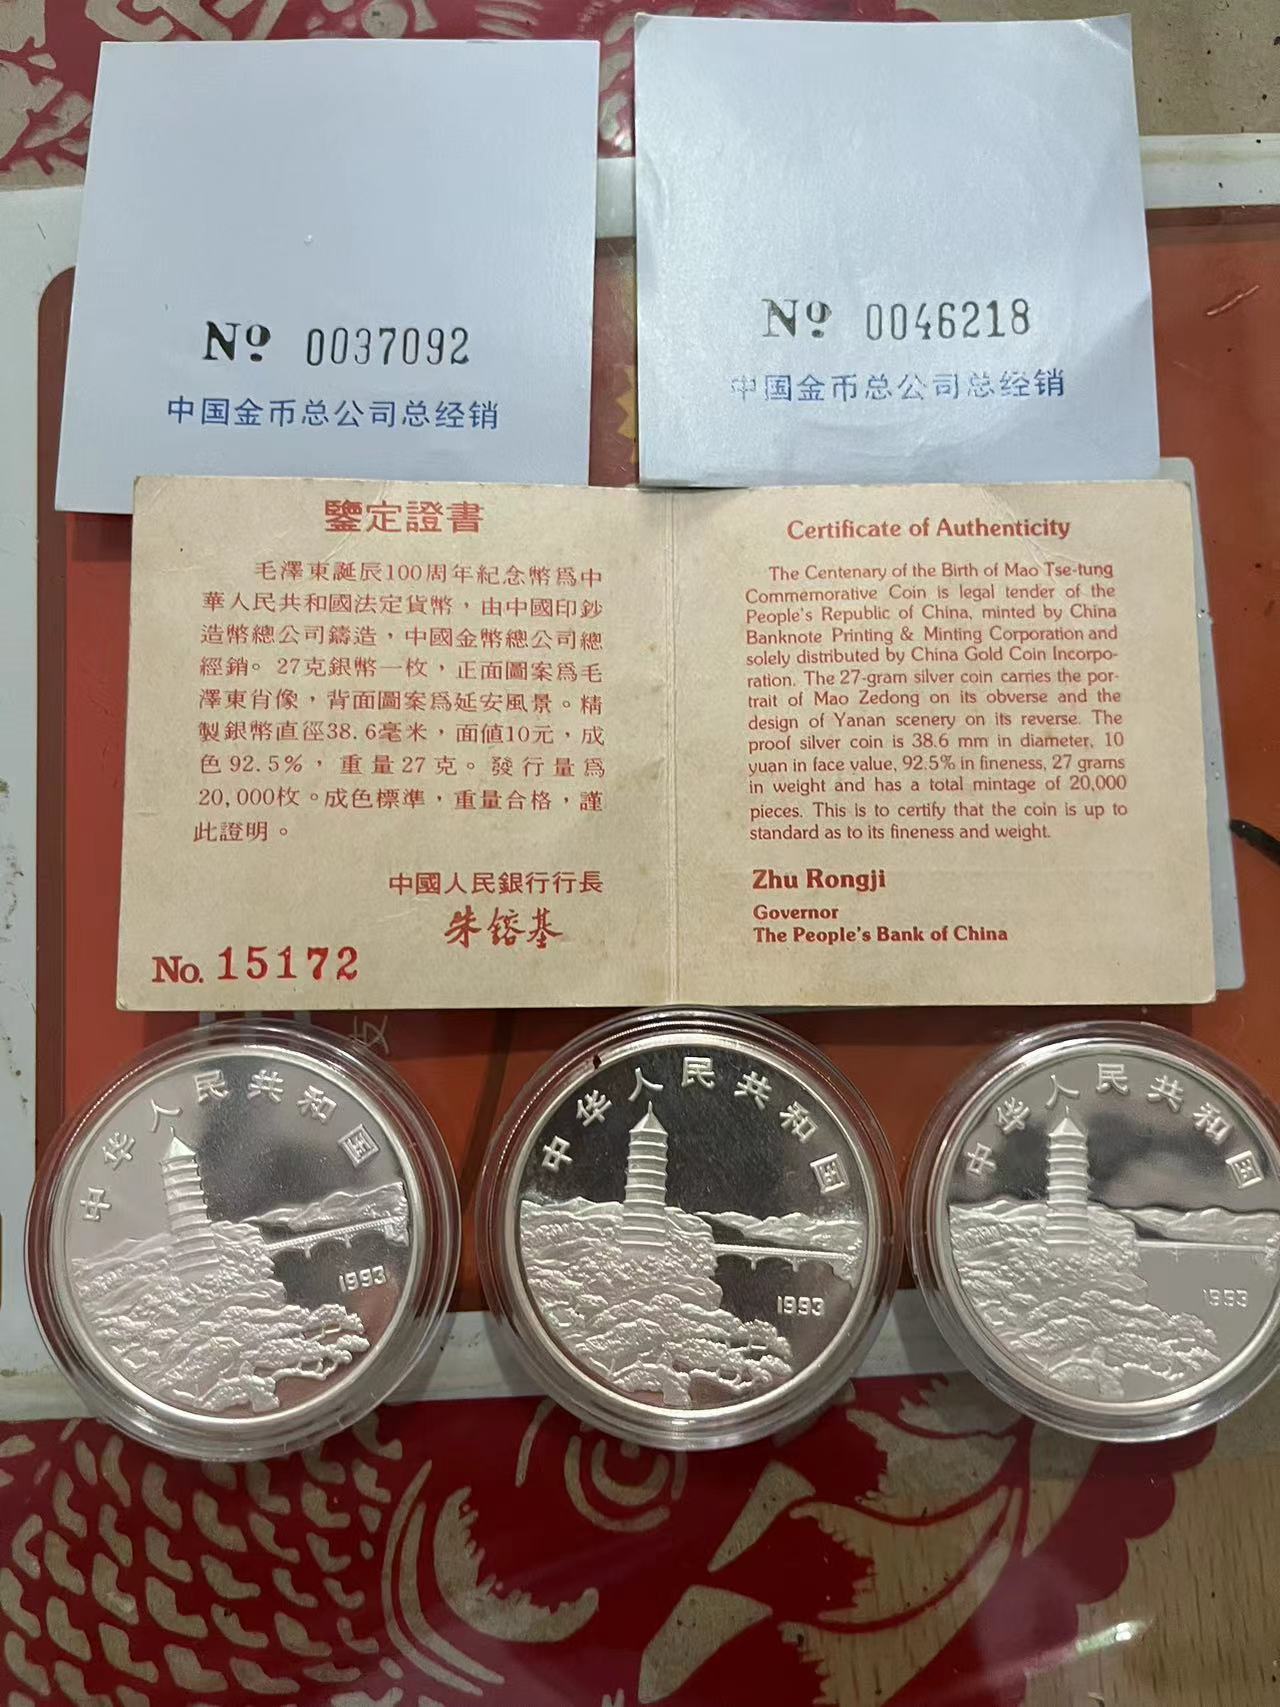 № 0037092
中国金币总公司总经销
№ 0046218
中国金币总公司总经销
鑒定證書
毛澤東誕辰100周年紀念幣爲中
華人民共和國法定貨幣，由中國印鈔
造幣總公司鑄造，中國金幣總公司總
經銷。27克銀幣一枚，正面圖案爲毛
澤東肖像，背面圖案爲延安風景。精
製銀幣直徑38.6毫米，面値10元，成
色92.5%，重量27克。發行量爲
20,000枚。成色標準，重量合格，謹
此證明。
中國人民銀行行長
朱鎔基
No. 15172
Certificate of Authenticity
The Centenary of the Birth of Mao Tse-tung
Commemorative Coin is legal tender of the
People's Republic of China, minted by China
Banknote Printing & Minting Corporation and
solely distributed by China Gold Coin Incorpo-
ration. The 27-gram silver coin carries the por-
trait of Mao Zedong on its obverse and the
design of Yanan scenery on its reverse. The
proof silver coin is 38.6 mm in diameter, 10
yuan in face value, 92.5% in fineness, 27 grams
in weight and has a total mintage of 20,000
pieces. This is to certify that the coin is up to
standard as to its fineness and weight.
Zhu Rongji
Governor
The People's Bank of China
中华人民共和国
1993
中华人民共和国
1993
中华人民共和国
1993